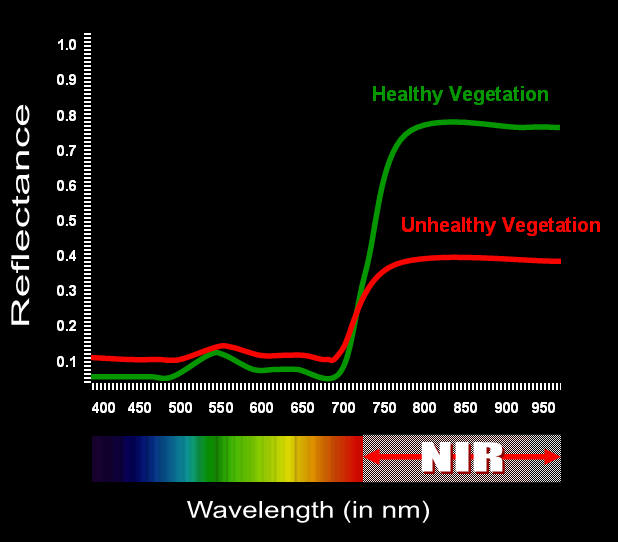 Reflectance
1.0
0.9
0.8
0.7
0.6
0.5
0.4
0.3
0.2
0.1
Healthy Vegetation
Unhealthy Vegetation
400 450 500 550 600 650 700 750 800 850 900 950
NIR
Wavelength (in nm)